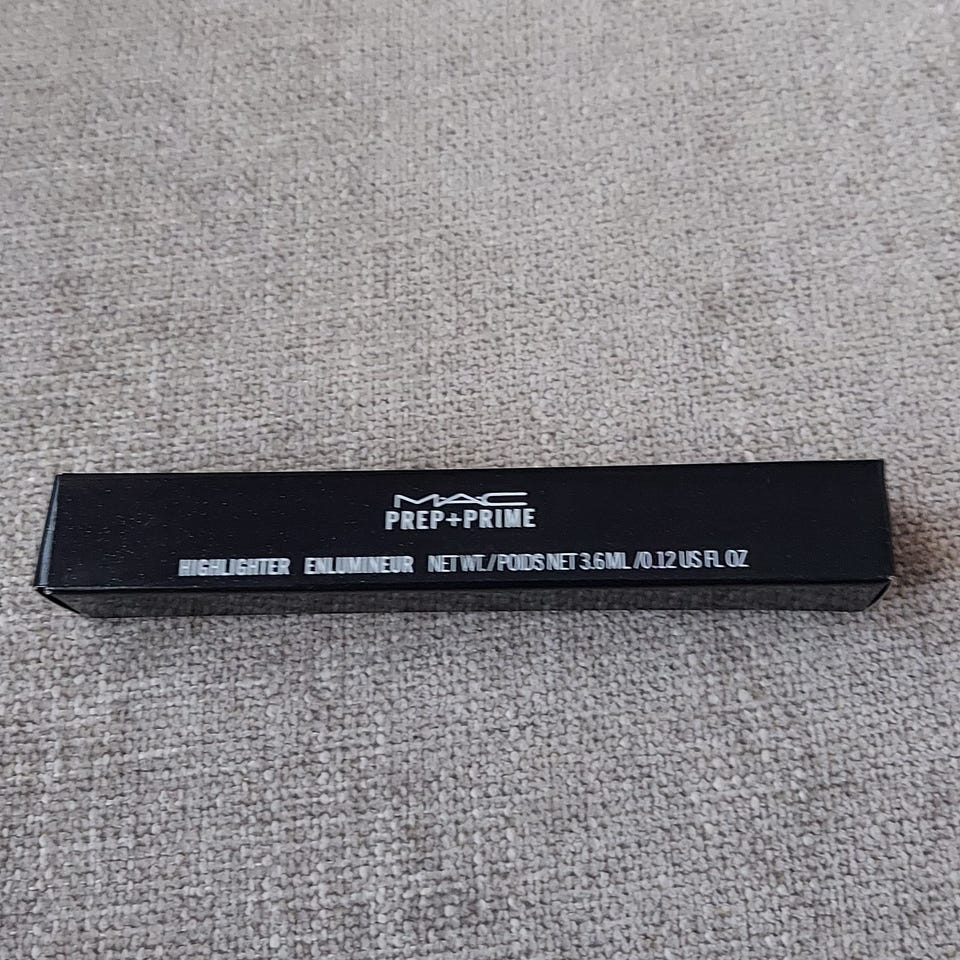 MAC
PREP+PRIME
HIGHLIGHTER ENLUMINEUR NET WT./POIDS NET 3.6 ML /0.12 US FL OZ